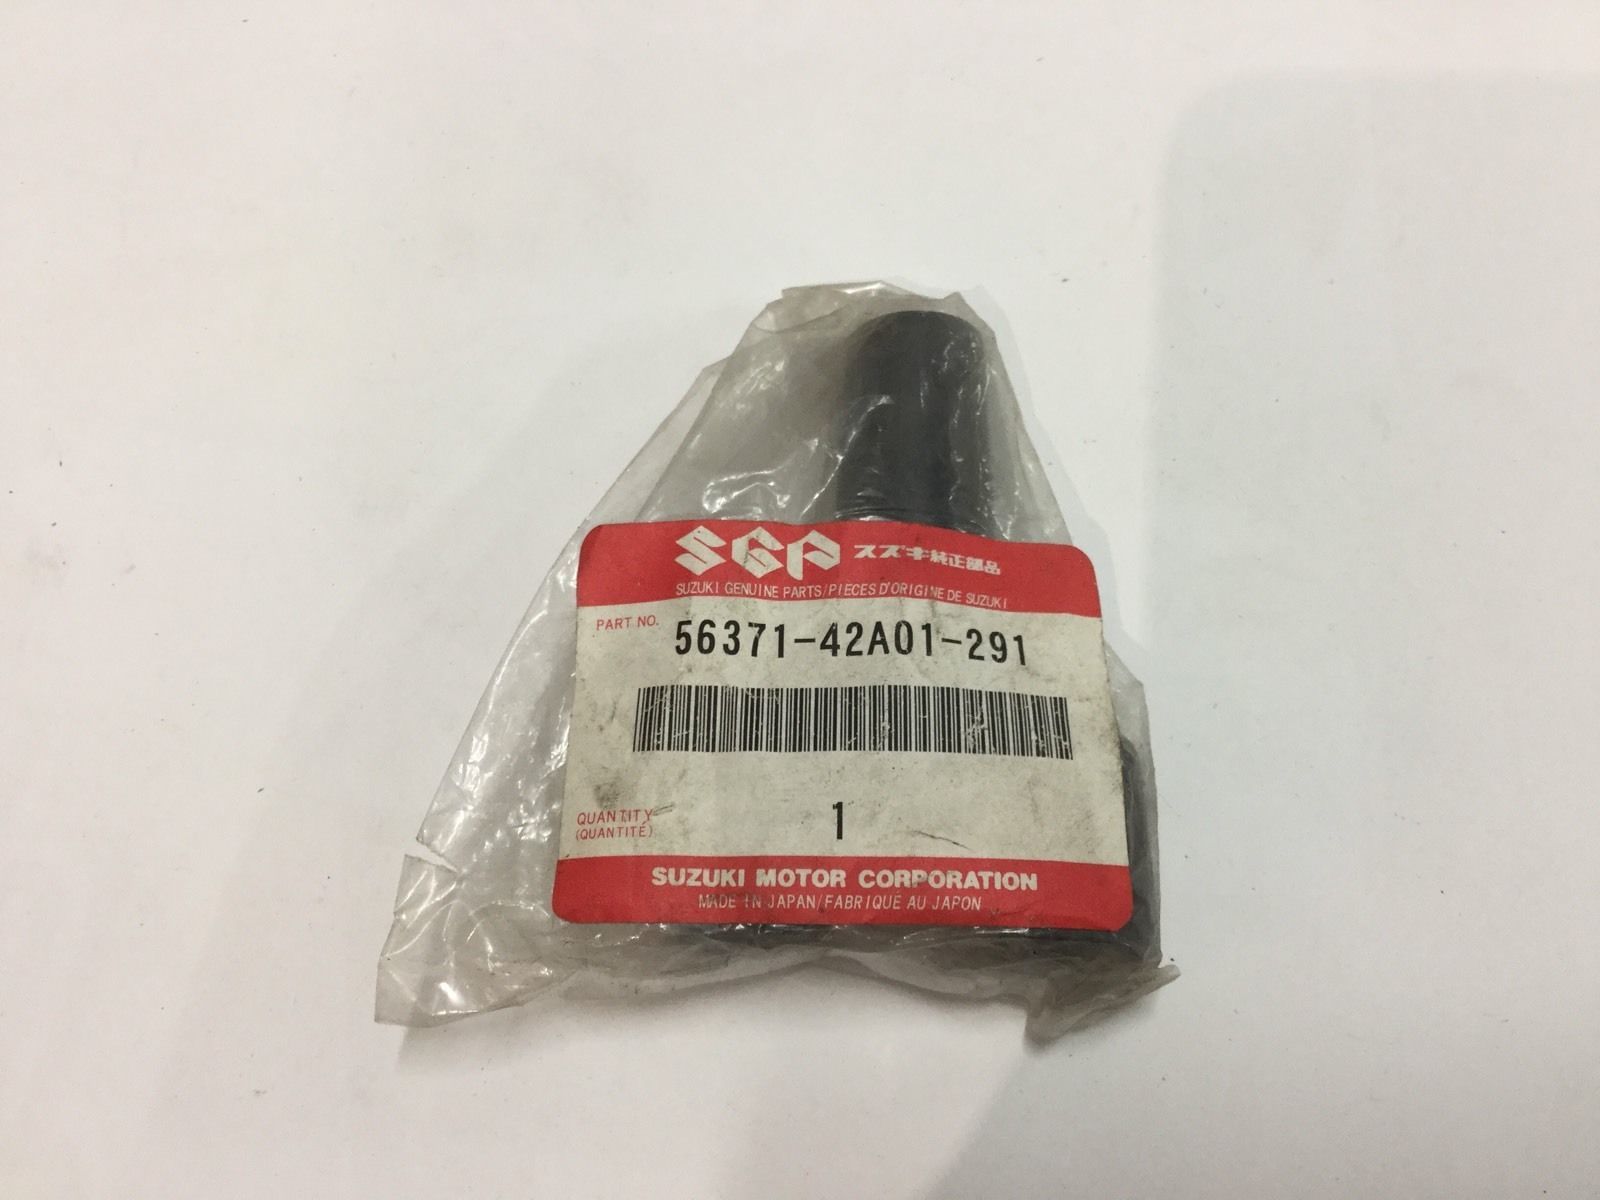 SGP スズキ純正部品
SUZUKI GENUINE PARTS/PIECES D'ORIGINE DE SUZUKI
PART NO. 56371-42A01-291
QUANTITY 1
(QUANTITÉ)
SUZUKI MOTOR CORPORATION
MADE IN JAPAN/FABRIQUÉ AU JAPON